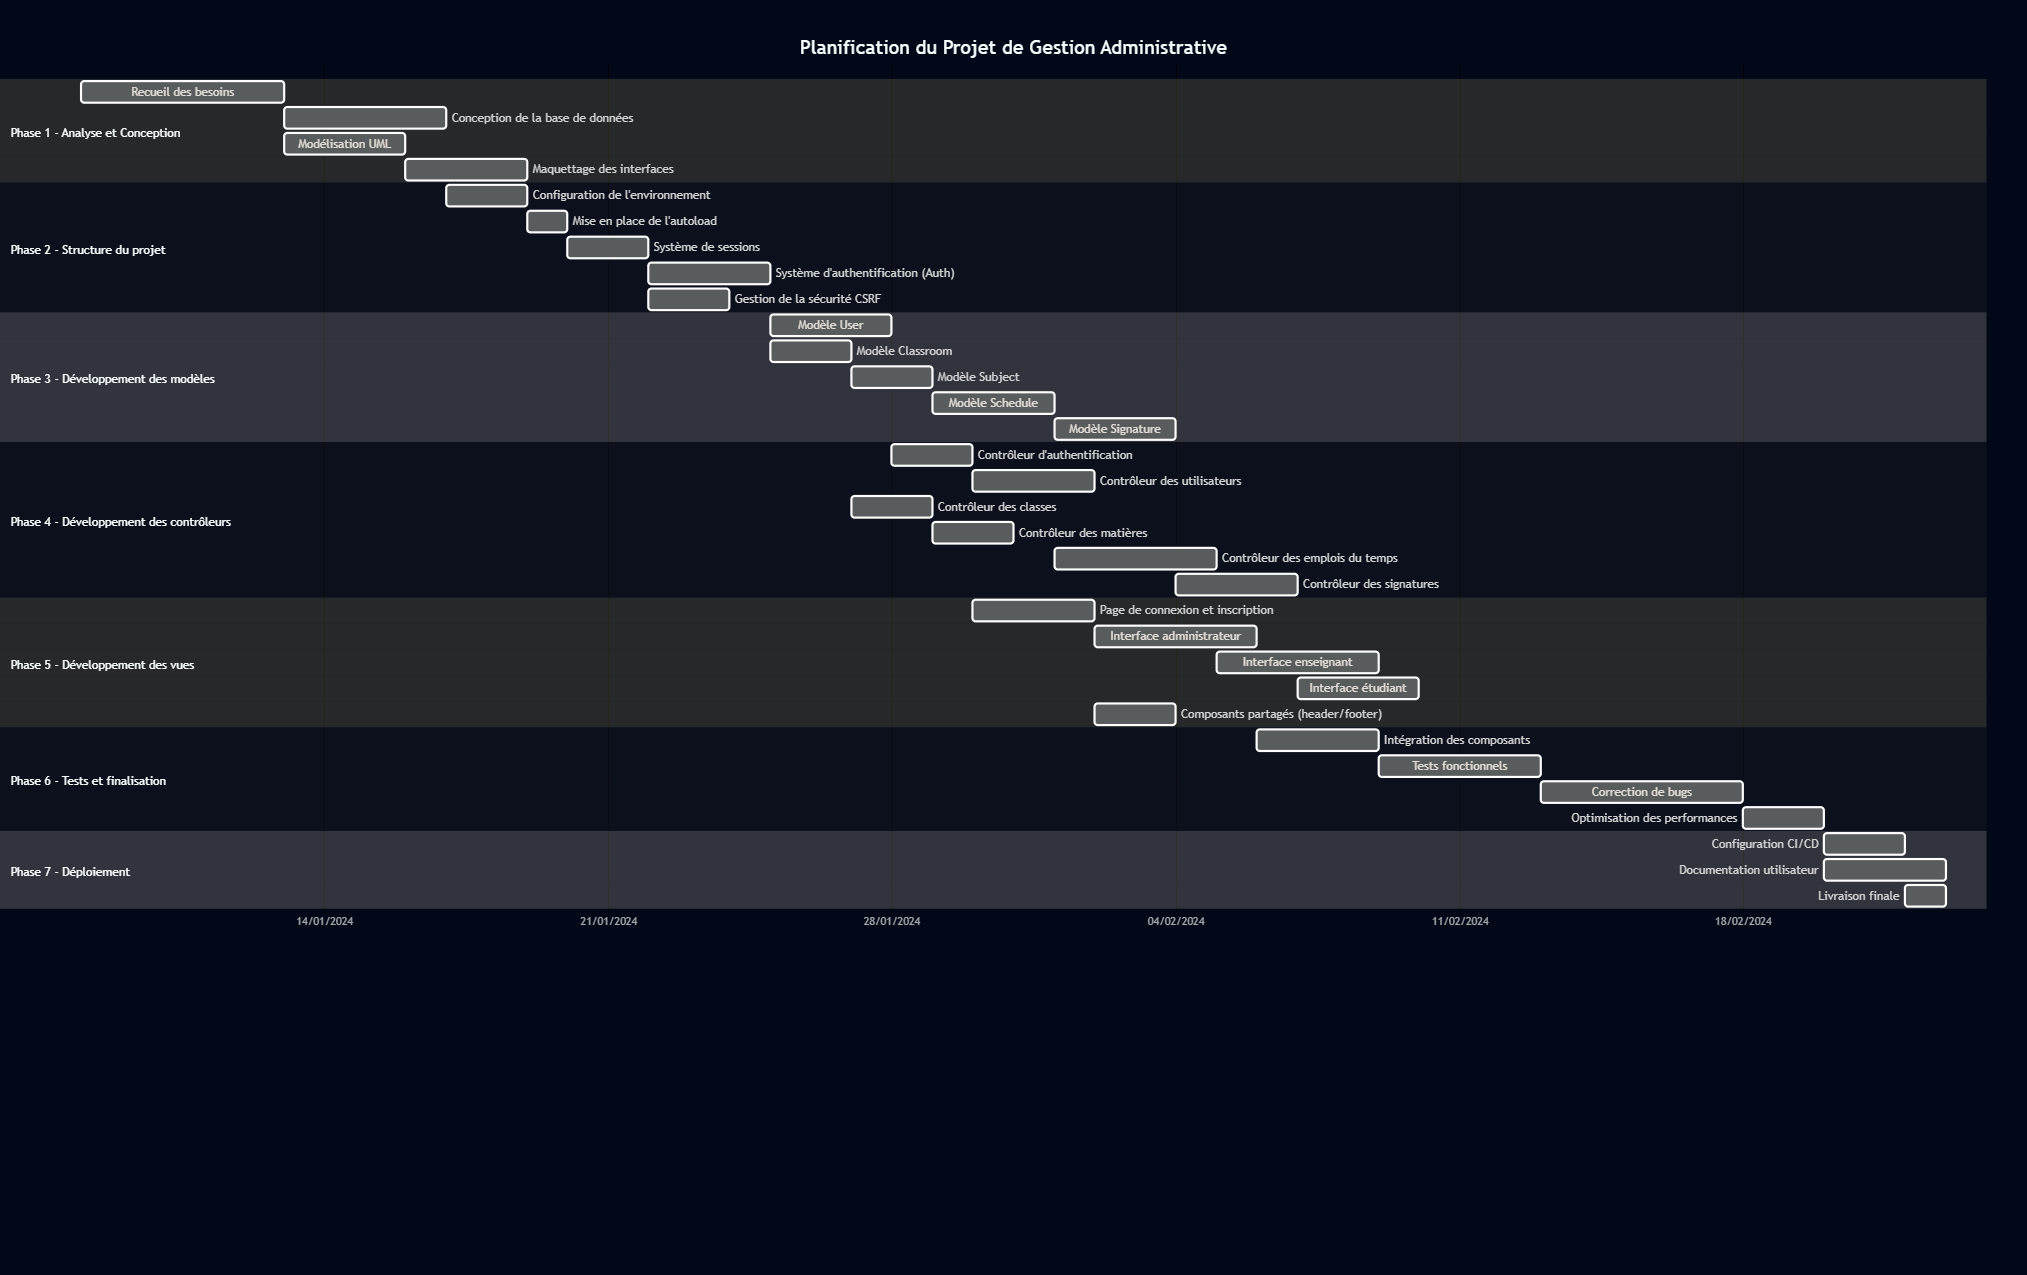 Planification du Projet de Gestion Administrative
Phase 1 - Analyse et Conception
Recueil des besoins
Conception de la base de données
Modélisation UML
Maquettage des interfaces
Phase 2 - Structure du projet
Configuration de l'environnement
Mise en place de l'autoload
Système de sessions
Système d'authentification (Auth)
Gestion de la sécurité CSRF
Phase 3 - Développement des modèles
Modèle User
Modèle Classroom
Modèle Subject
Modèle Schedule
Modèle Signature
Phase 4 - Développement des contrôleurs
Contrôleur d'authentification
Contrôleur des utilisateurs
Contrôleur des classes
Contrôleur des matières
Contrôleur des emplois du temps
Contrôleur des signatures
Phase 5 - Développement des vues
Page de connexion et inscription
Interface administrateur
Interface enseignant
Interface étudiant
Composants partagés (header/footer)
Phase 6 - Tests et finalisation
Intégration des composants
Tests fonctionnels
Correction de bugs
Optimisation des performances
Phase 7 - Déploiement
Configuration CI/CD
Documentation utilisateur
Livraison finale
14/01/2024 21/01/2024 28/01/2024 04/02/2024 11/02/2024 18/02/2024